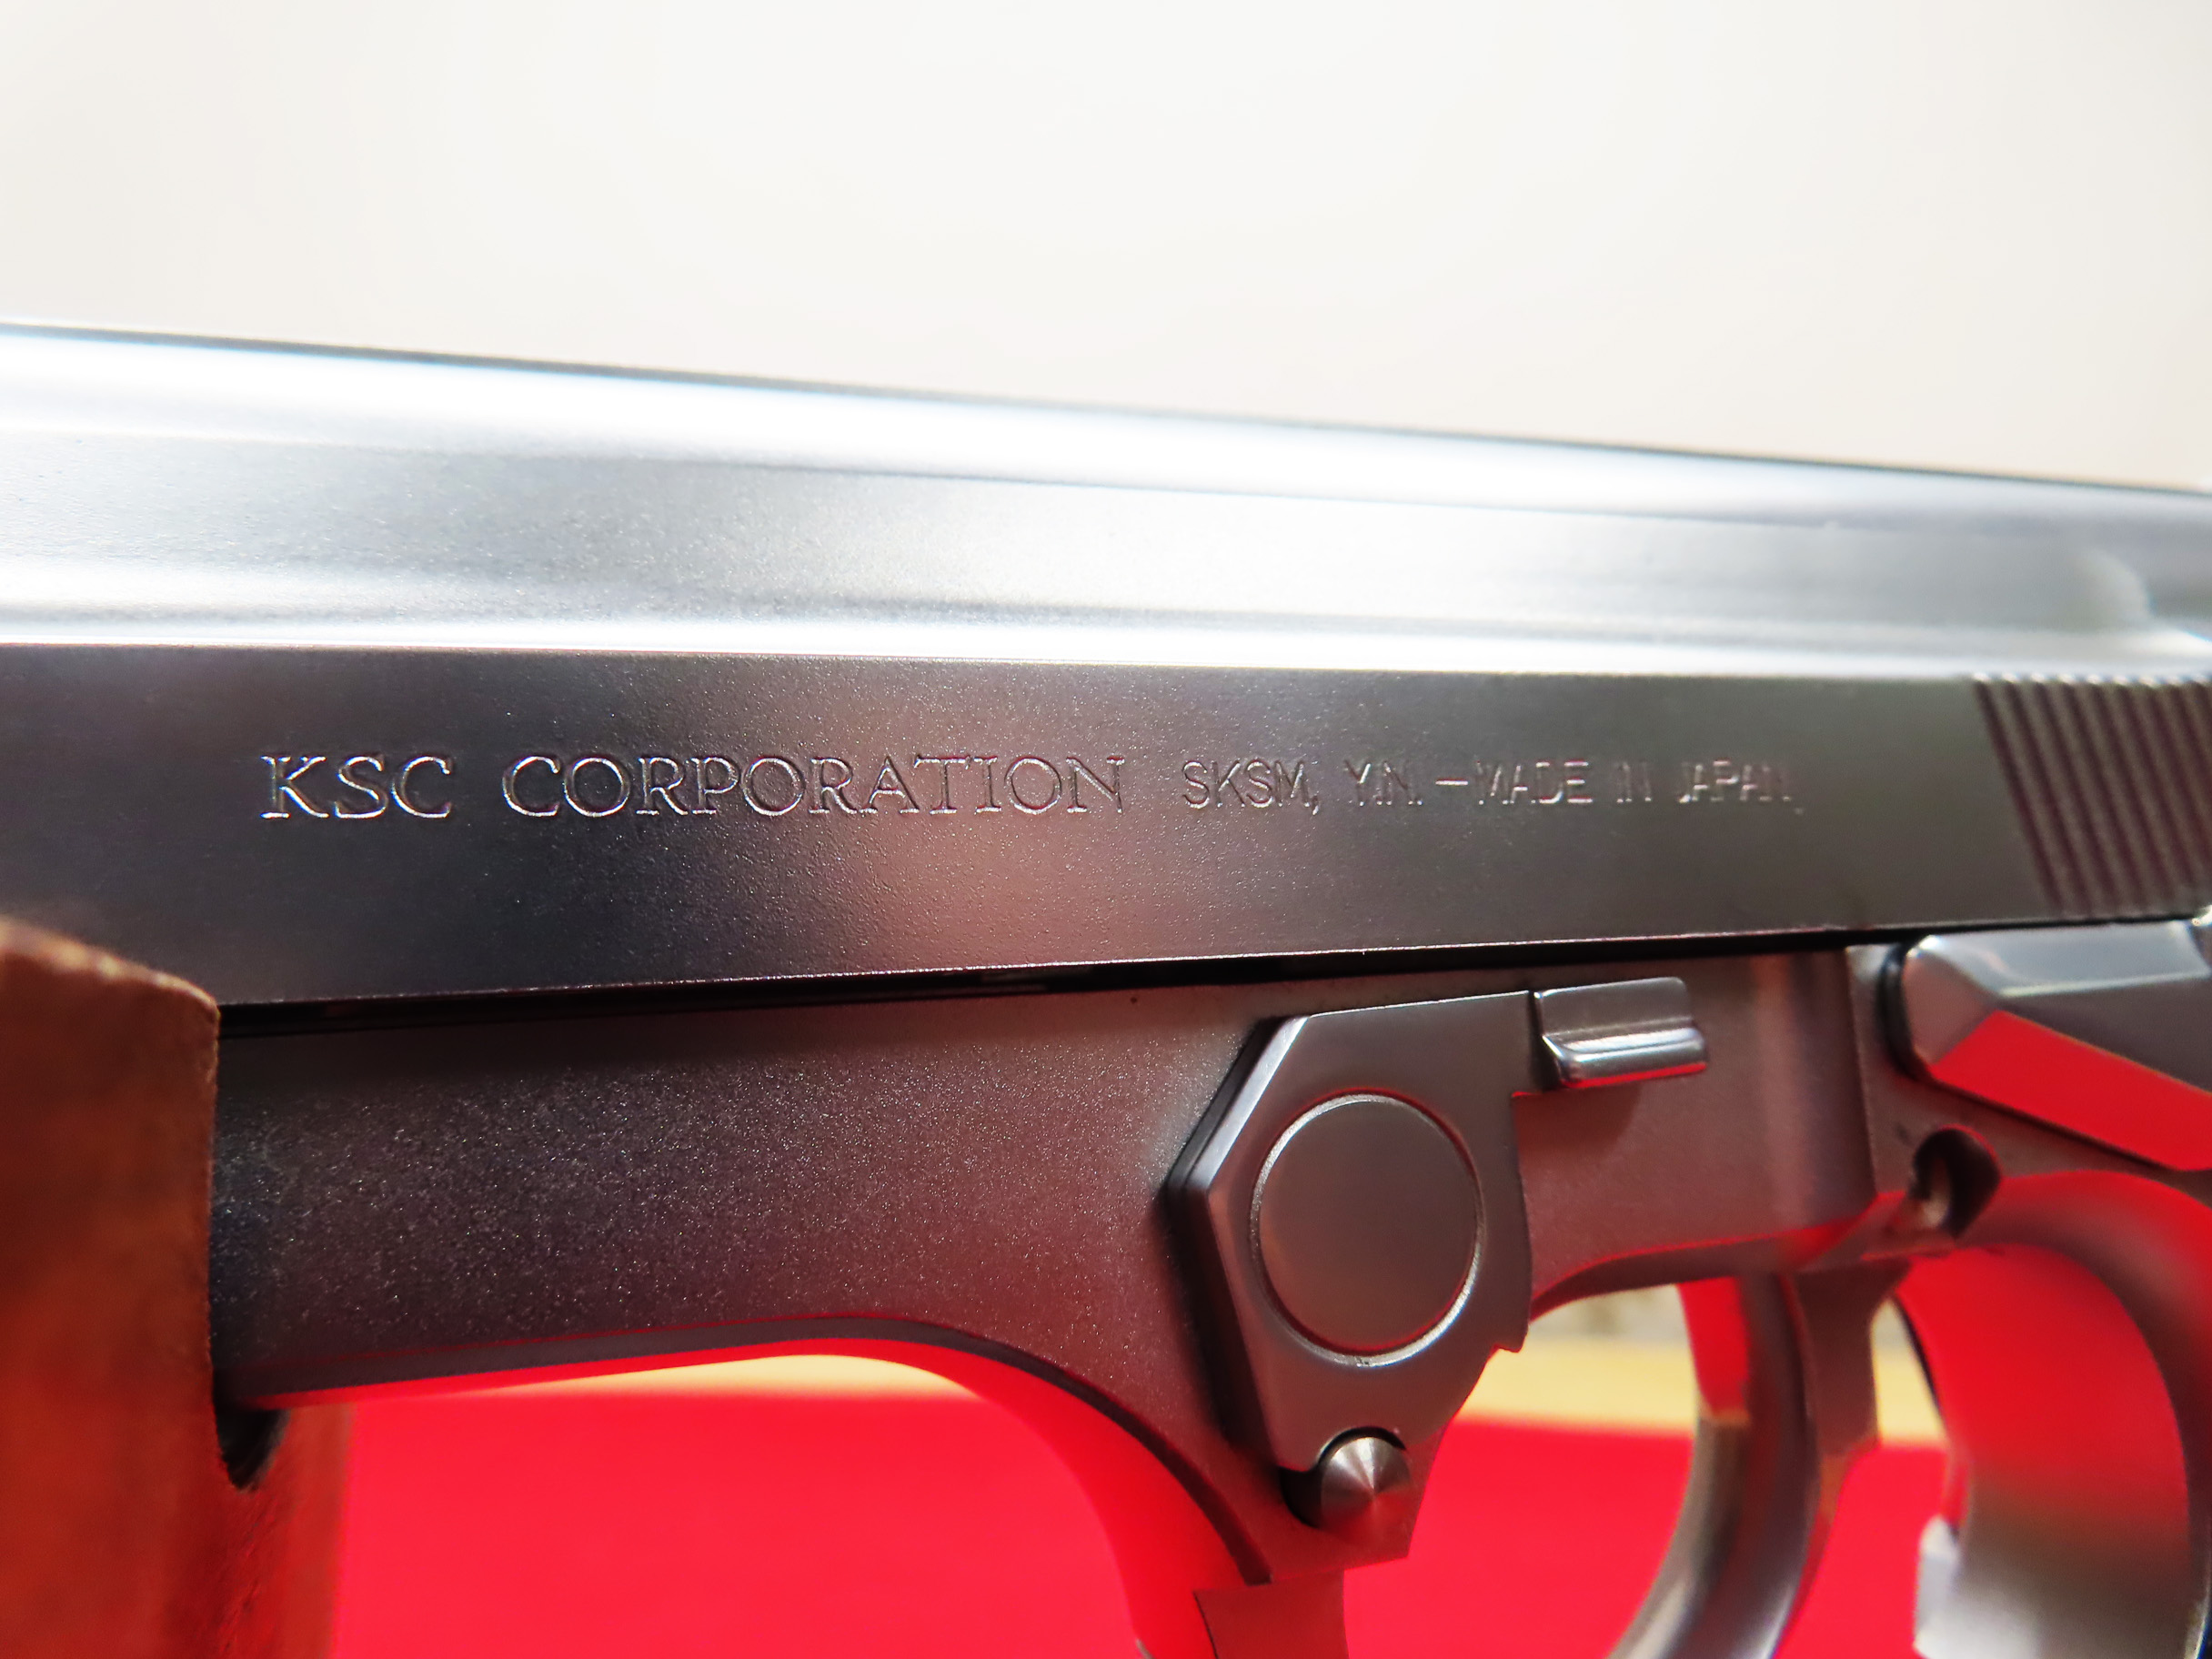 KSC CORPORATION SKSM, Y.N. -MADE IN JAPAN